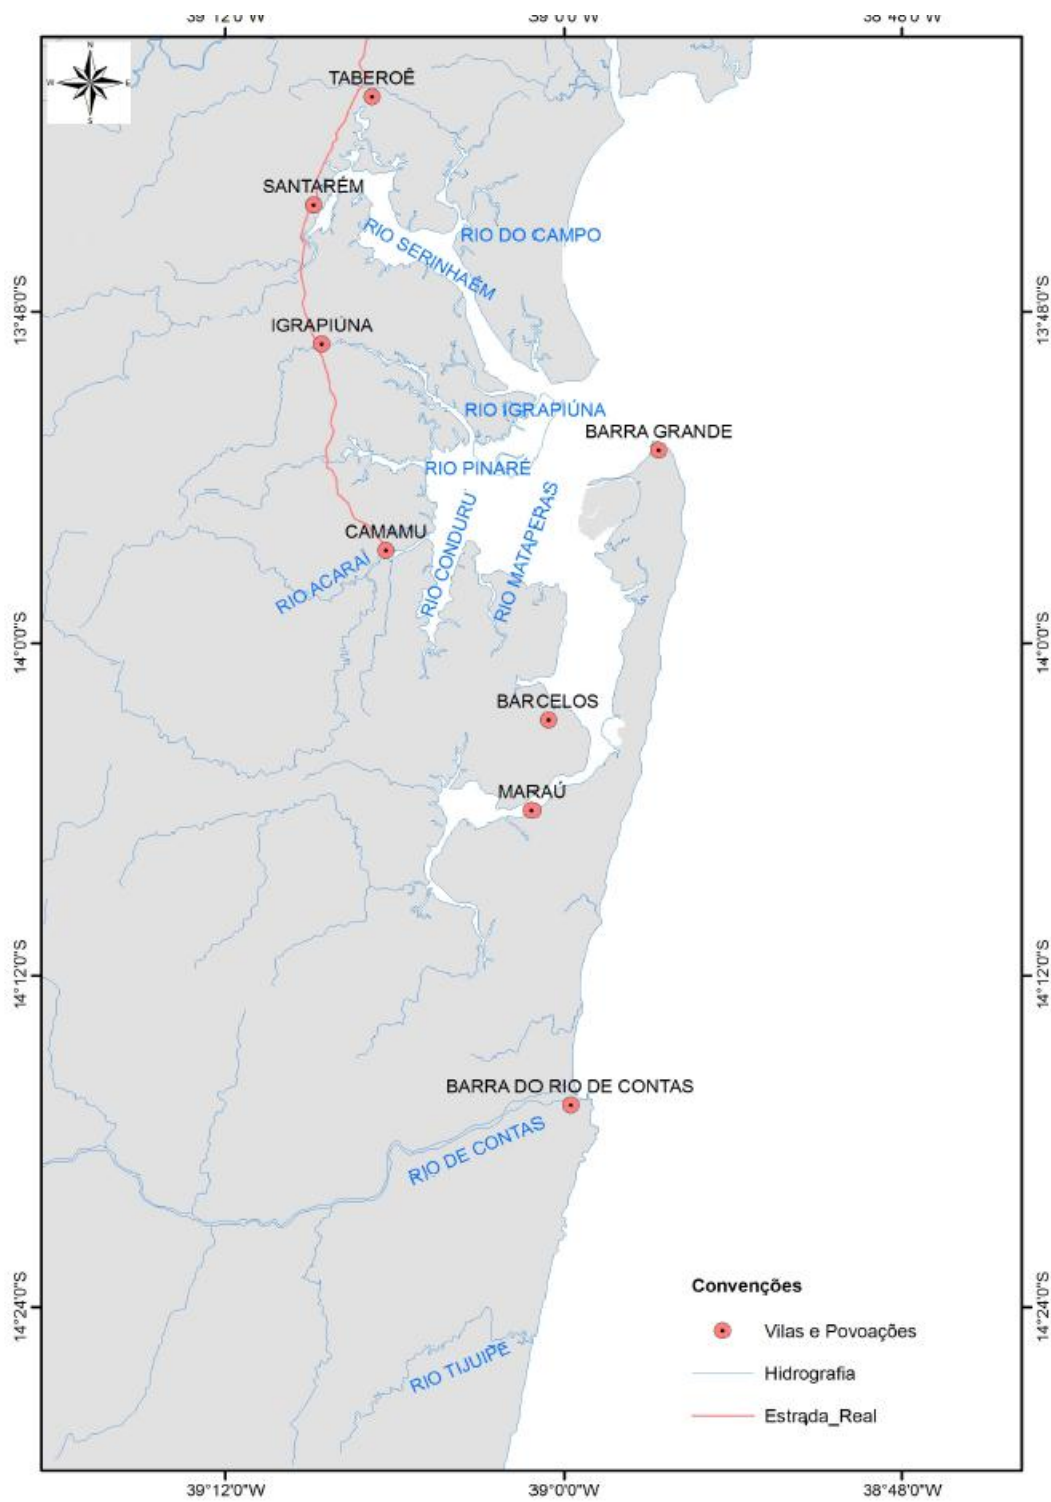 39°12'0"W
39°0'0"W
38°48'0"W
N
W
E
S
TABEROÊ
SANTARÉM
RIO DO CAMPO
RIO SERINHAÉM
13°48'0"S
13°48'0"S
IGRAPIÚNA
RIO IGRAPIÚNA
BARRA GRANDE
RIO PINARÉ
RIO CONDURU
RIO MATAPERAS
CAMAMU
RIO ACARAI
14°0'0"S
14°0'0"S
BARCELOS
MARAÚ
14°12'0"S
14°12'0"S
BARRA DO RIO DE CONTAS
RIO DE CONTAS
14°24'0"S
14°24'0"S
RIO TIJUIPE
Convenções
Vilas e Povoações
Hidrografia
Estrada_Real
39°12'0"W
39°0'0"W
38°48'0"W